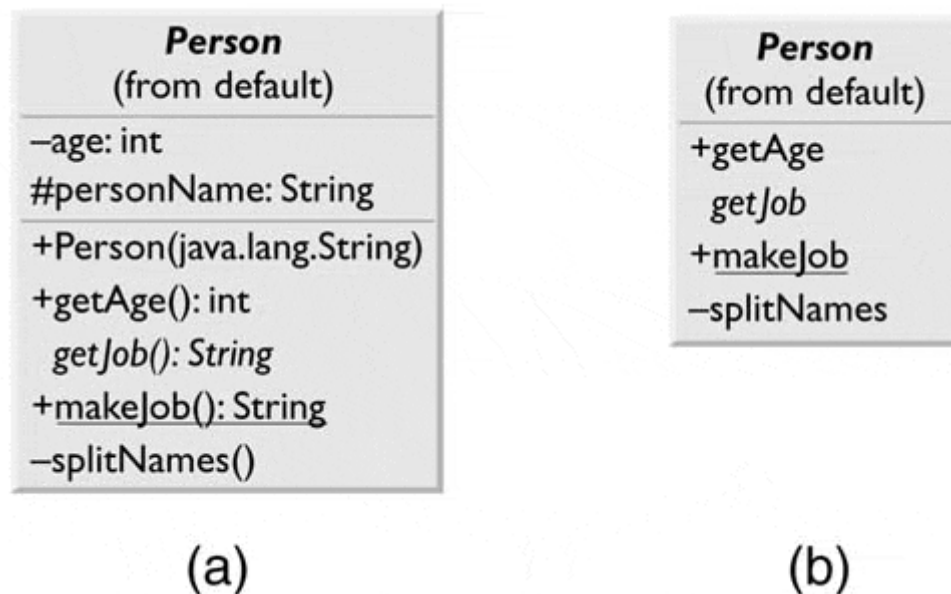 Person
(from default)
–age: int
#personName: String
+Person(java.lang.String)
+getAge(): int
getJob(): String
+makeJob(): String
–splitNames()
(a)
Person
(from default)
+getAge
getJob
+makeJob
–splitNames
(b)